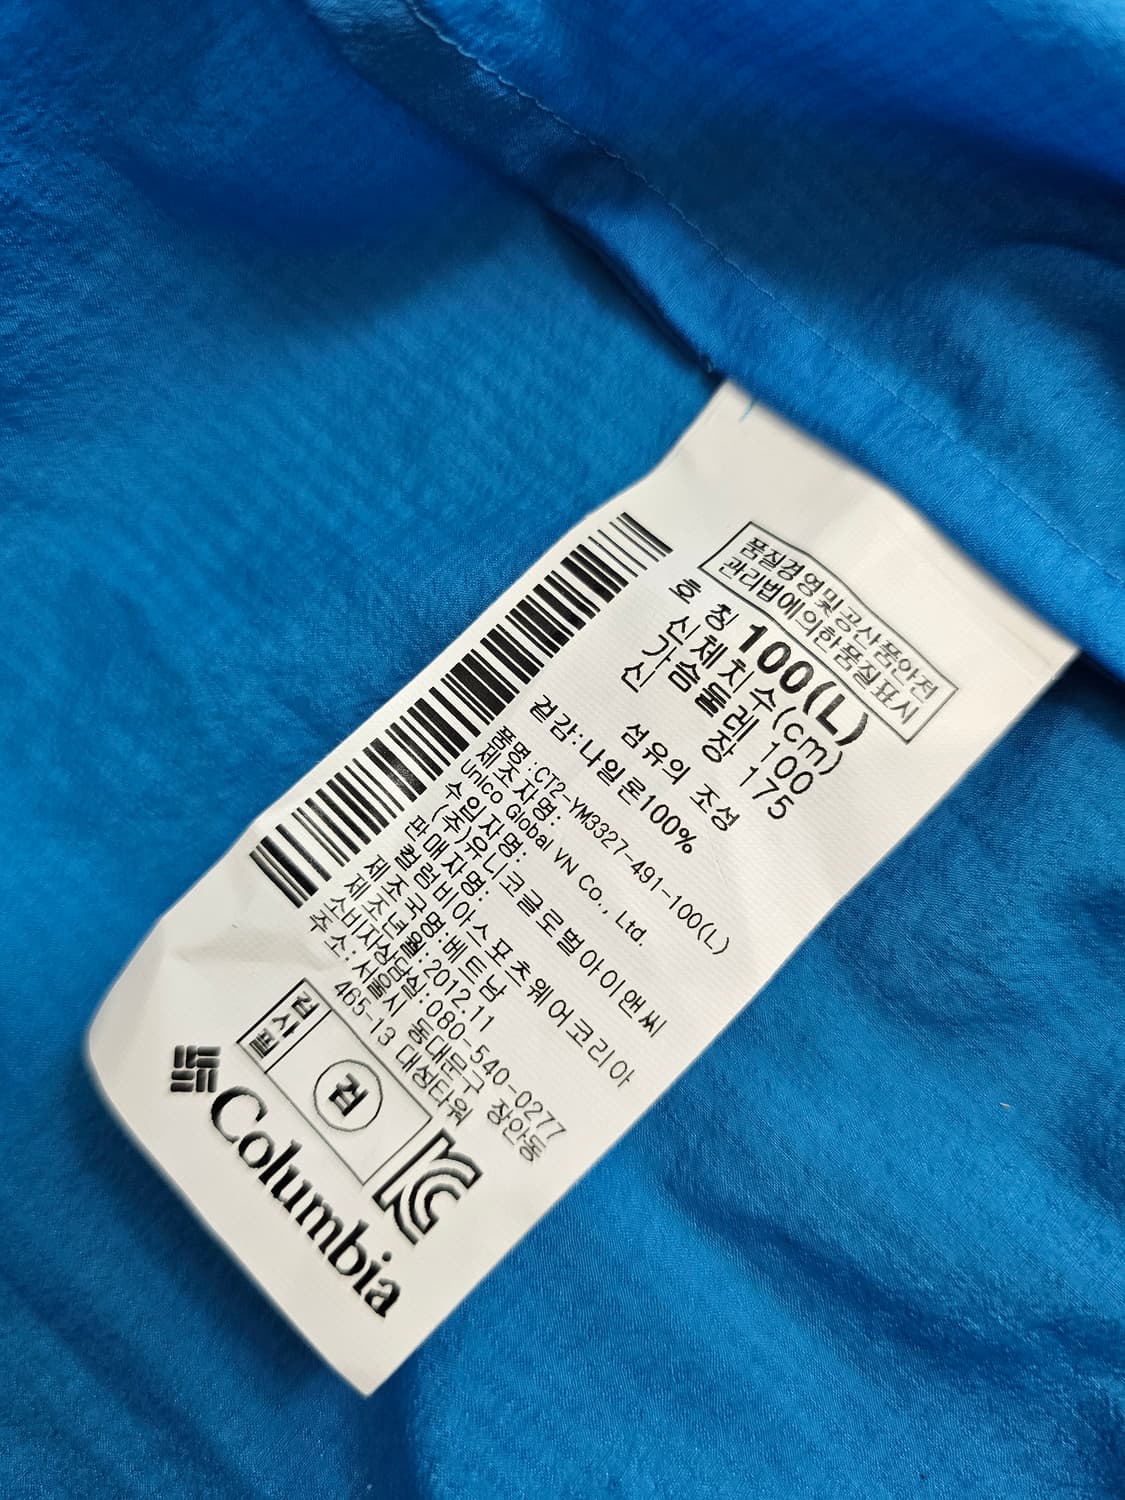 품질경영및공산품안전
관리법에의한품질표시
호 칭 100(L)
신체치수(cm)
가슴둘레 100
신 장 175
섬유의 조성
겉감:나일론100%
품명:CT2-YM3327-491-100(L)
제조자명:
Unico Global VN Co., Ltd.
수입자명:
(주)유니코글로벌아이앤씨
판매자명:
컬럼비아스포츠웨어코리아
제조국명:베트남
제조년월:2012.11
소비자상담실:080-540-0277
주소:서울시 동대문구 장안동
465-13 대성타워
검사필
검
Columbia